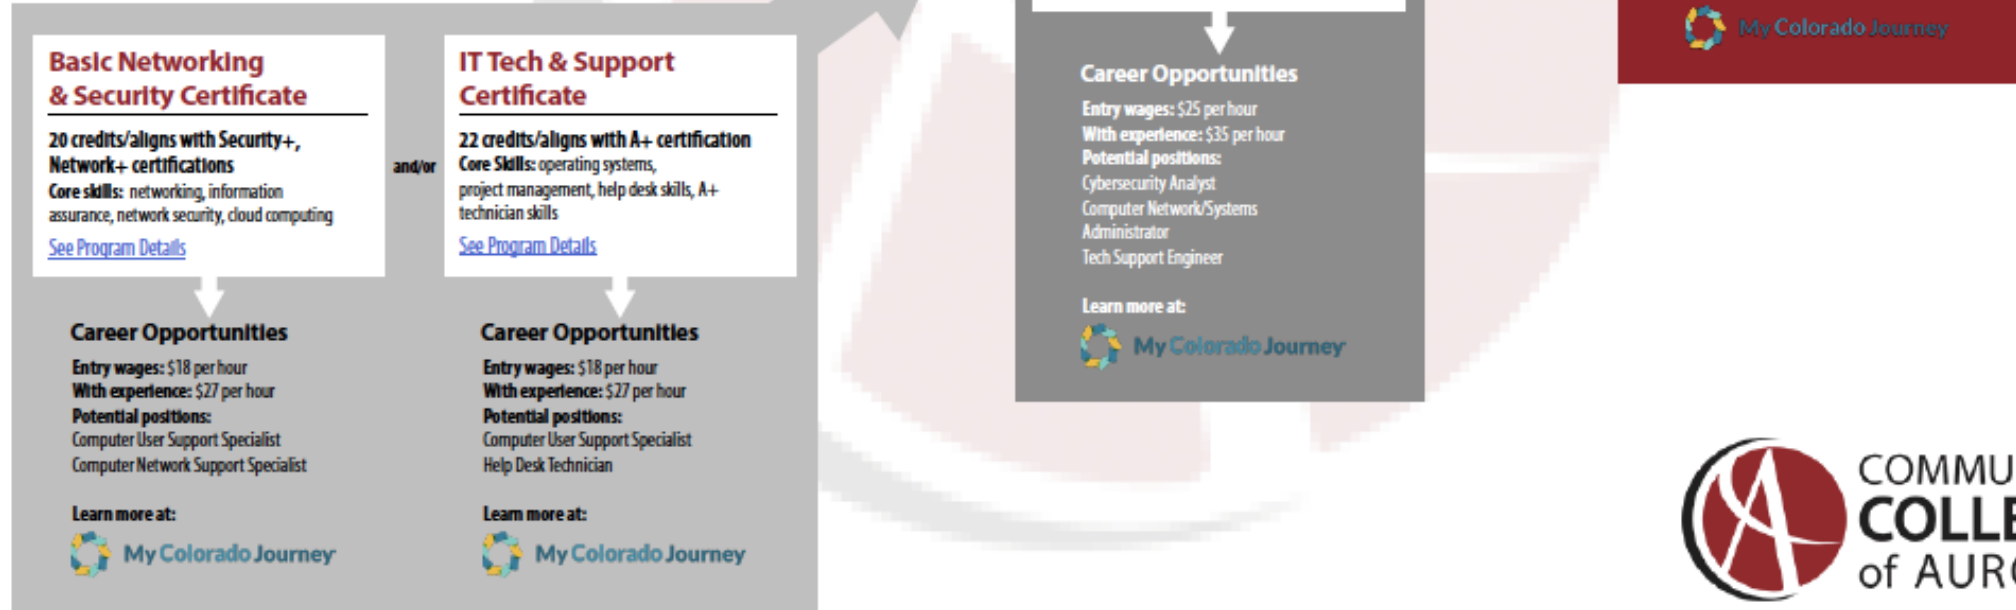 Basic Networking
& Security Certificate
20 credits/aligns with Security+,
Network+ certifications
Core skills: networking, information
assurance, network security, cloud computing
See Program Details
Career Opportunities
Entry wages: $18 per hour
With experience: $27 per hour
Potential positions:
Computer User Support Specialist
Computer Network Support Specialist
Learn more at:
My Colorado Journey
and/or
IT Tech & Support
Certificate
22 credits/aligns with A+ certification
Core Skills: operating systems,
project management, help desk skills, A+
technician skills
See Program Details
Career Opportunities
Entry wages: $18 per hour
With experience: $27 per hour
Potential positions:
Computer User Support Specialist
Help Desk Technician
Learn more at:
My Colorado Journey
Career Opportunities
Entry wages: $25 per hour
With experience: $35 per hour
Potential positions:
Cybersecurity Analyst
Computer Network/Systems
Administrator
Tech Support Engineer
Learn more at:
My Colorado Journey
My Colorado Journey
COMMU
COLLE
of AUR